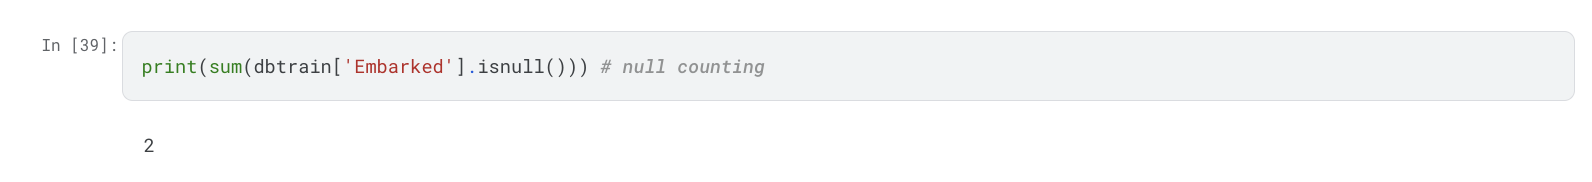 In [39]:
print(sum(dbtrain['Embarked'].isnull())) # null counting
2